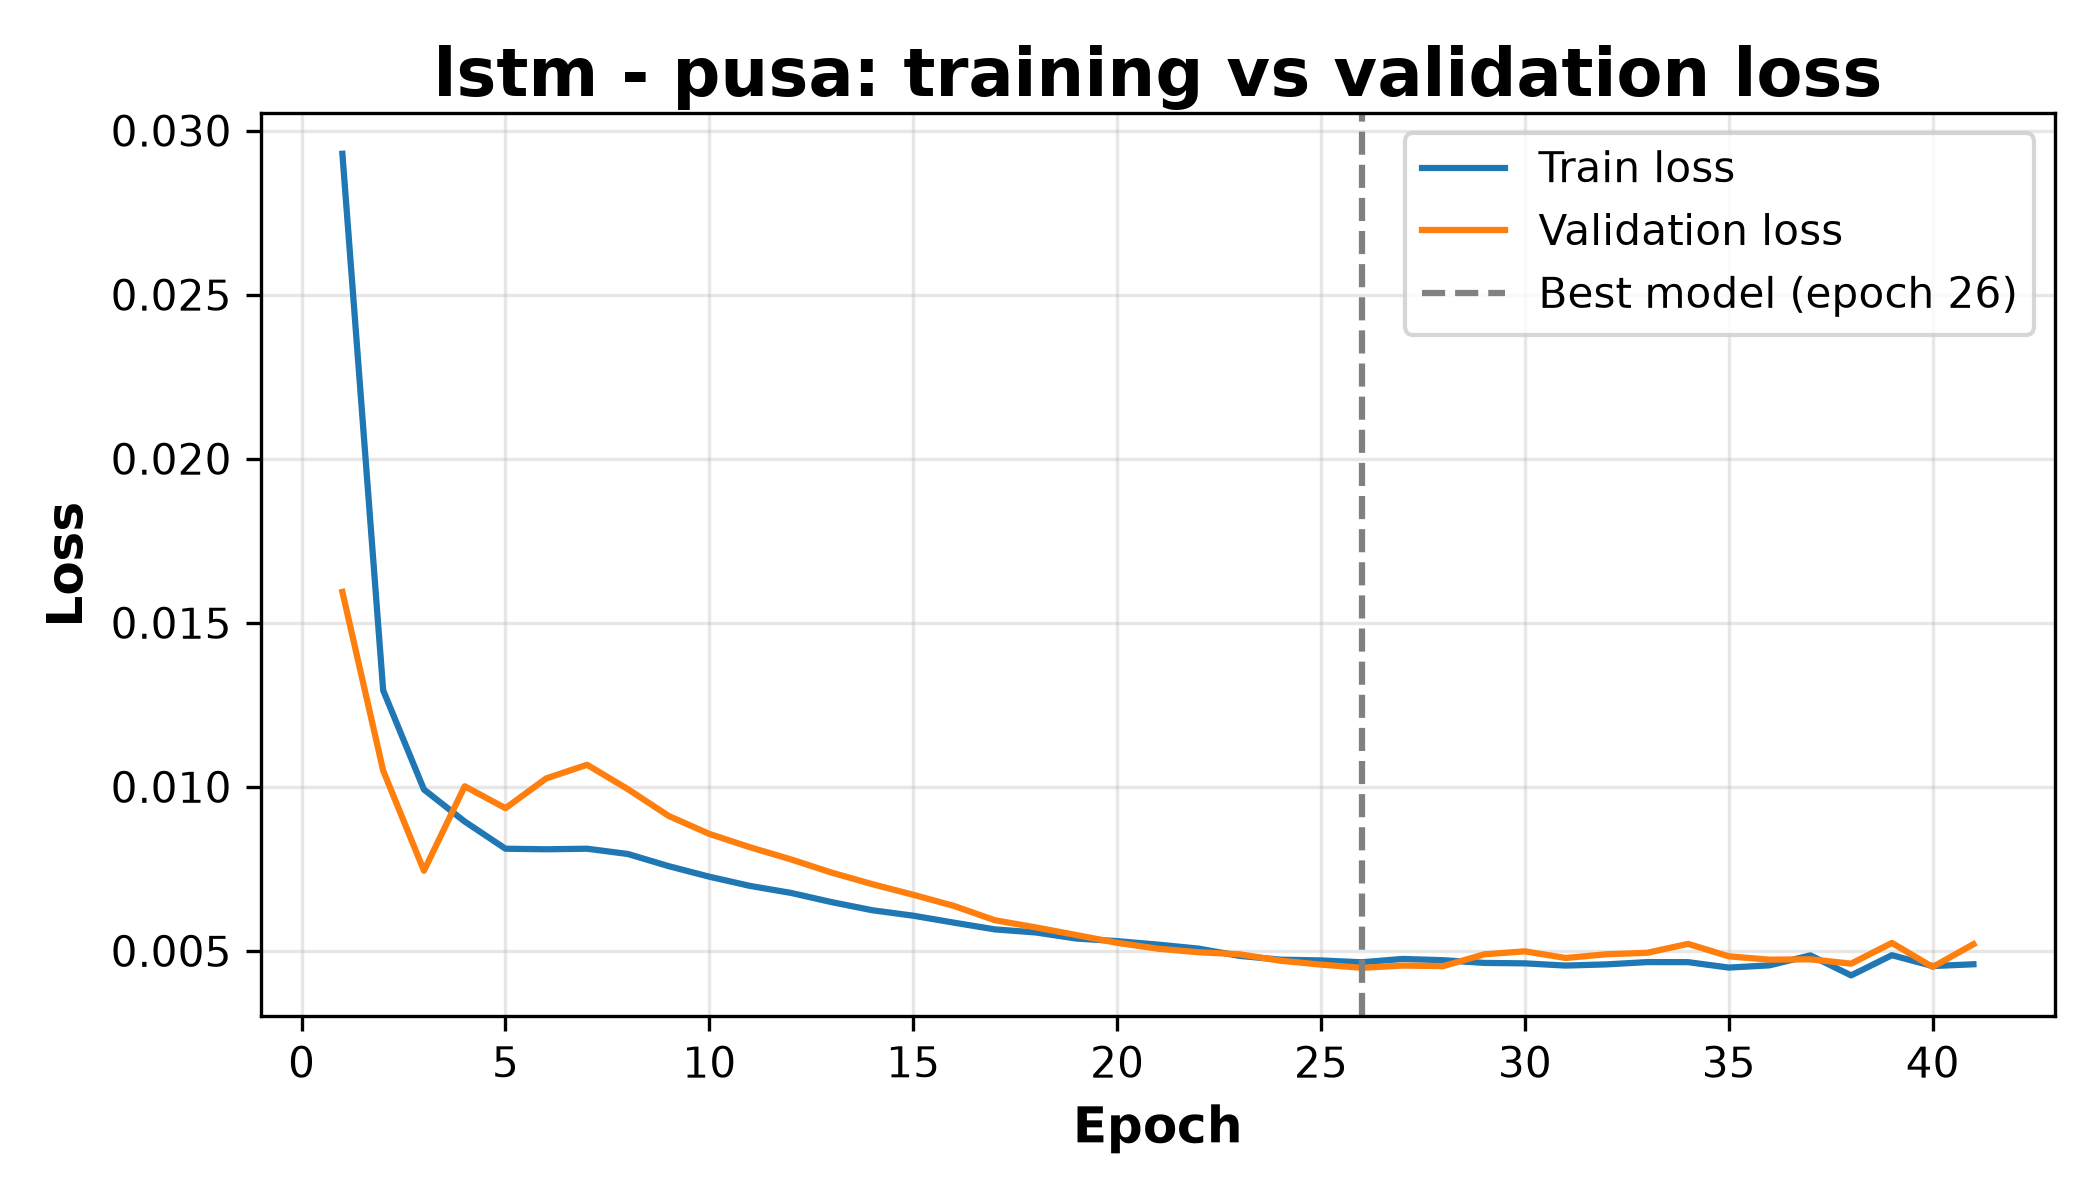 lstm - pusa: training vs validation loss
0.030
0.025
0.020
0.015
0.010
0.005
Loss
Train loss
Validation loss
Best model (epoch 26)
0 5 10 15 20 25 30 35 40
Epoch